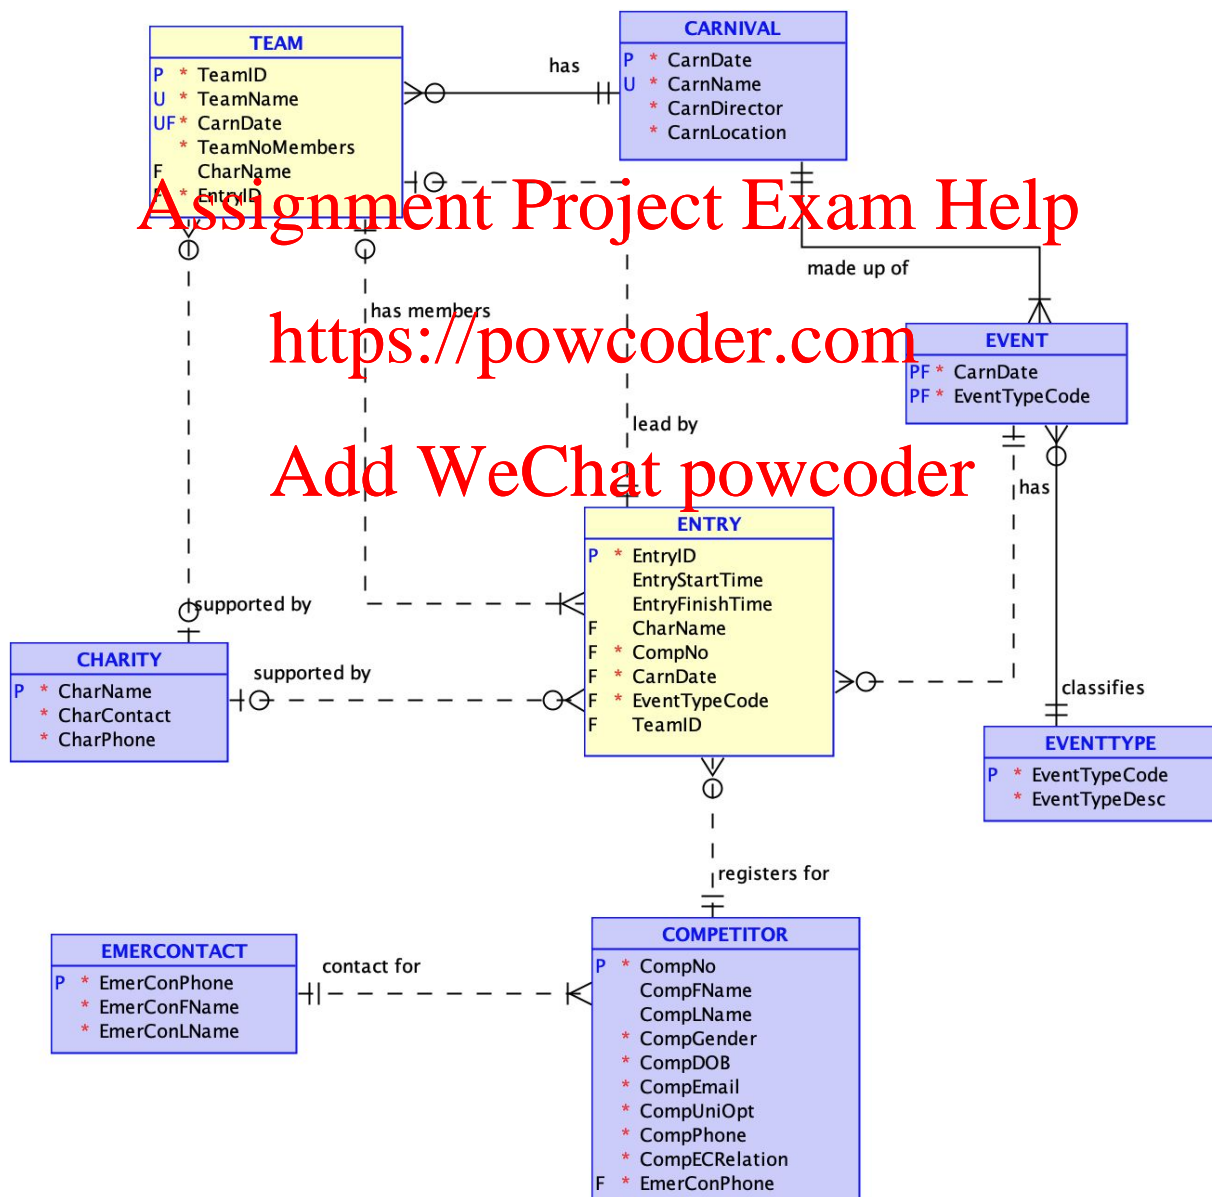 TEAM
P * TeamID
U * TeamName
UF * CarnDate
* TeamNoMembers
F CharName
F * EntryID
has
CARNIVAL
P * CarnDate
U * CarnName
* CarnDirector
* CarnLocation
Assignment Project Exam Help
made up of
has members
https://powcoder.com
EVENT
PF * CarnDate
PF * EventTypeCode
lead by
Add WeChat powcoder
has
ENTRY
P * EntryID
EntryStartTime
EntryFinishTime
F CharName
F * CompNo
F * CarnDate
F * EventTypeCode
F TeamID
supported by
CHARITY
P * CharName
* CharContact
* CharPhone
supported by
classifies
EVENTTYPE
P * EventTypeCode
* EventTypeDesc
registers for
EMERCONTACT
P * EmerConPhone
* EmerConFName
* EmerConLName
contact for
COMPETITOR
P * CompNo
CompFName
CompLName
* CompGender
* CompDOB
* CompEmail
* CompUniOpt
* CompPhone
* CompECRelation
F * EmerConPhone